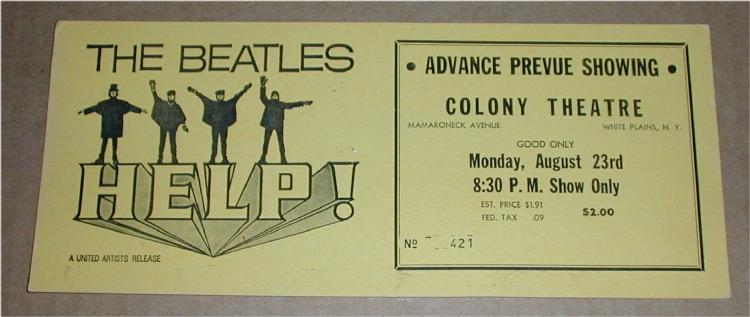 THE BEATLES
HELP!
A UNITED ARTISTS RELEASE
• ADVANCE PREVUE SHOWING •
COLONY THEATRE
MAMARONECK AVENUE WHITE PLAINS, N. Y.
GOOD ONLY
Monday, August 23rd
8:30 P. M. Show Only
EST. PRICE $1.91
FED. TAX .09
$2.00
№ 421